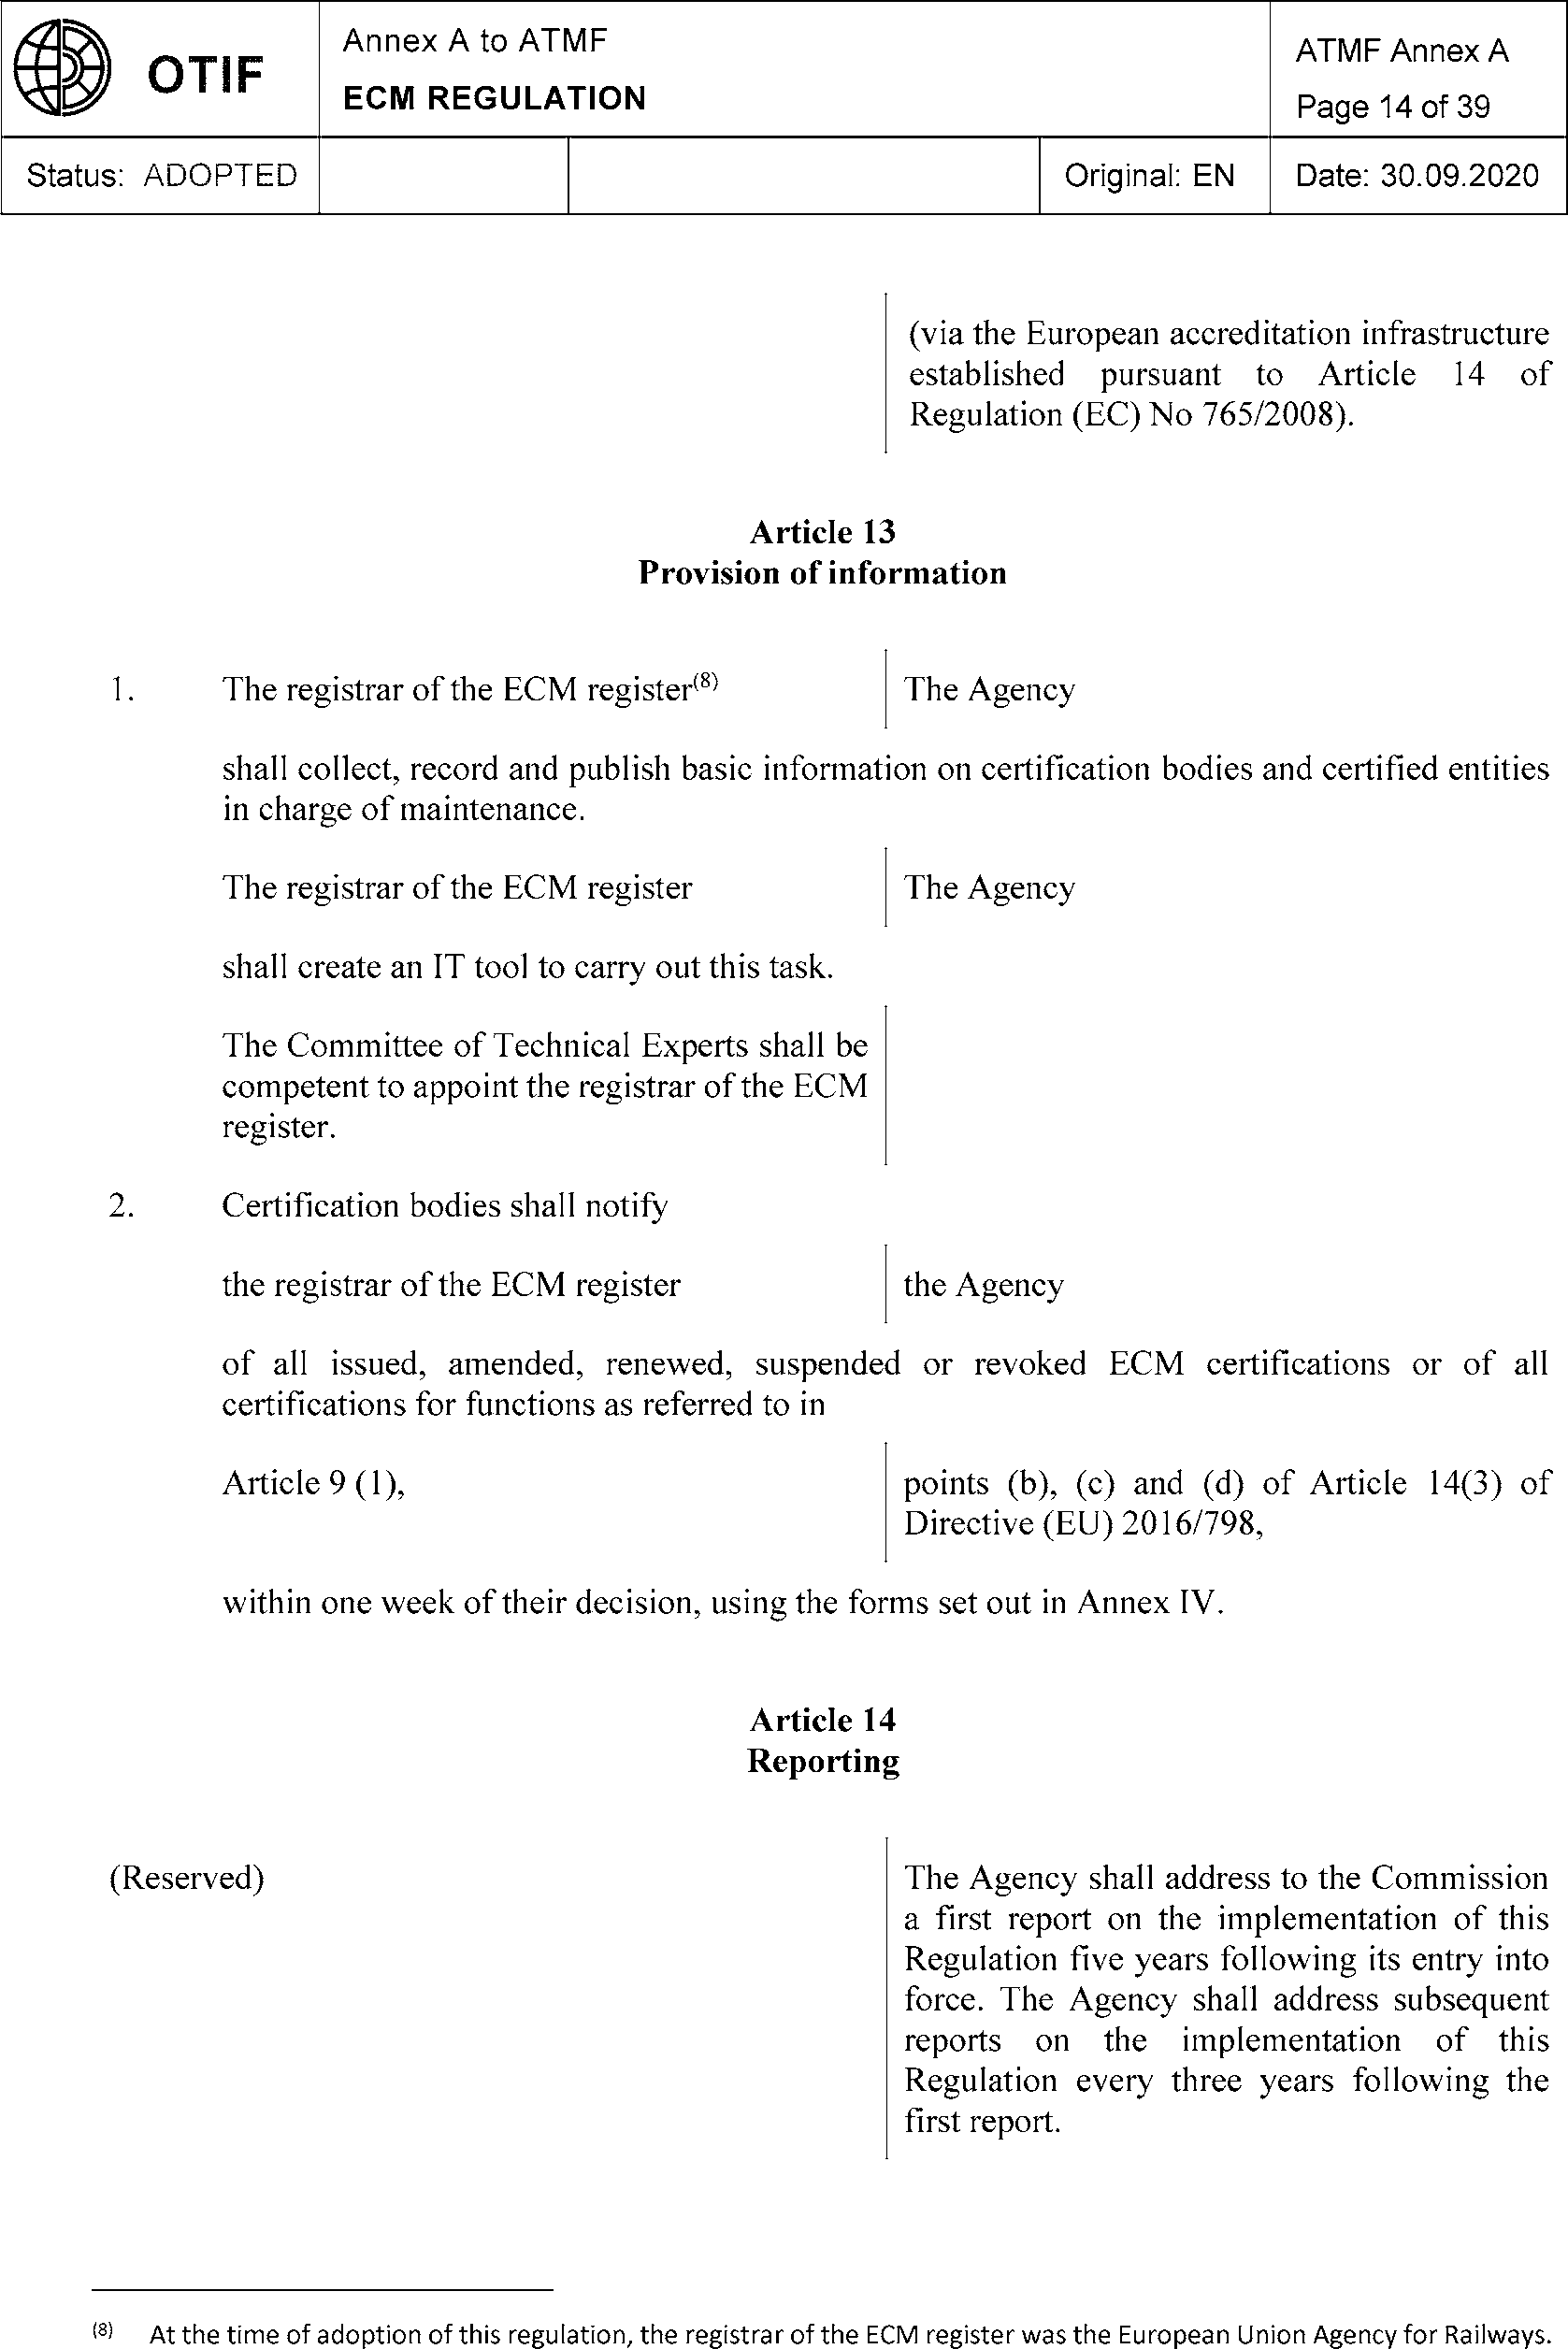 OTIF
Annex A to ATMF
ECM REGULATION
ATMF Annex A
Page 14 of 39
Status: ADOPTED
Original: EN
Date: 30.09.2020
(via the European accreditation infrastructure
established pursuant to Article 14 of
Regulation (EC) No 765/2008).
Article 13
Provision of information
1. The registrar of the ECM register(8)
The Agency
shall collect, record and publish basic information on certification bodies and certified entities
in charge of maintenance.
The registrar of the ECM register
The Agency
shall create an IT tool to carry out this task.
The Committee of Technical Experts shall be
competent to appoint the registrar of the ECM
register.
2. Certification bodies shall notify
the registrar of the ECM register
the Agency
of all issued, amended, renewed, suspended or revoked ECM certifications or of all
certifications for functions as referred to in
Article 9 (1),
points (b), (c) and (d) of Article 14(3) of
Directive (EU) 2016/798,
within one week of their decision, using the forms set out in Annex IV.
Article 14
Reporting
(Reserved)
The Agency shall address to the Commission
a first report on the implementation of this
Regulation five years following its entry into
force. The Agency shall address subsequent
reports on the implementation of this
Regulation every three years following the
first report.
(8) At the time of adoption of this regulation, the registrar of the ECM register was the European Union Agency for Railways.